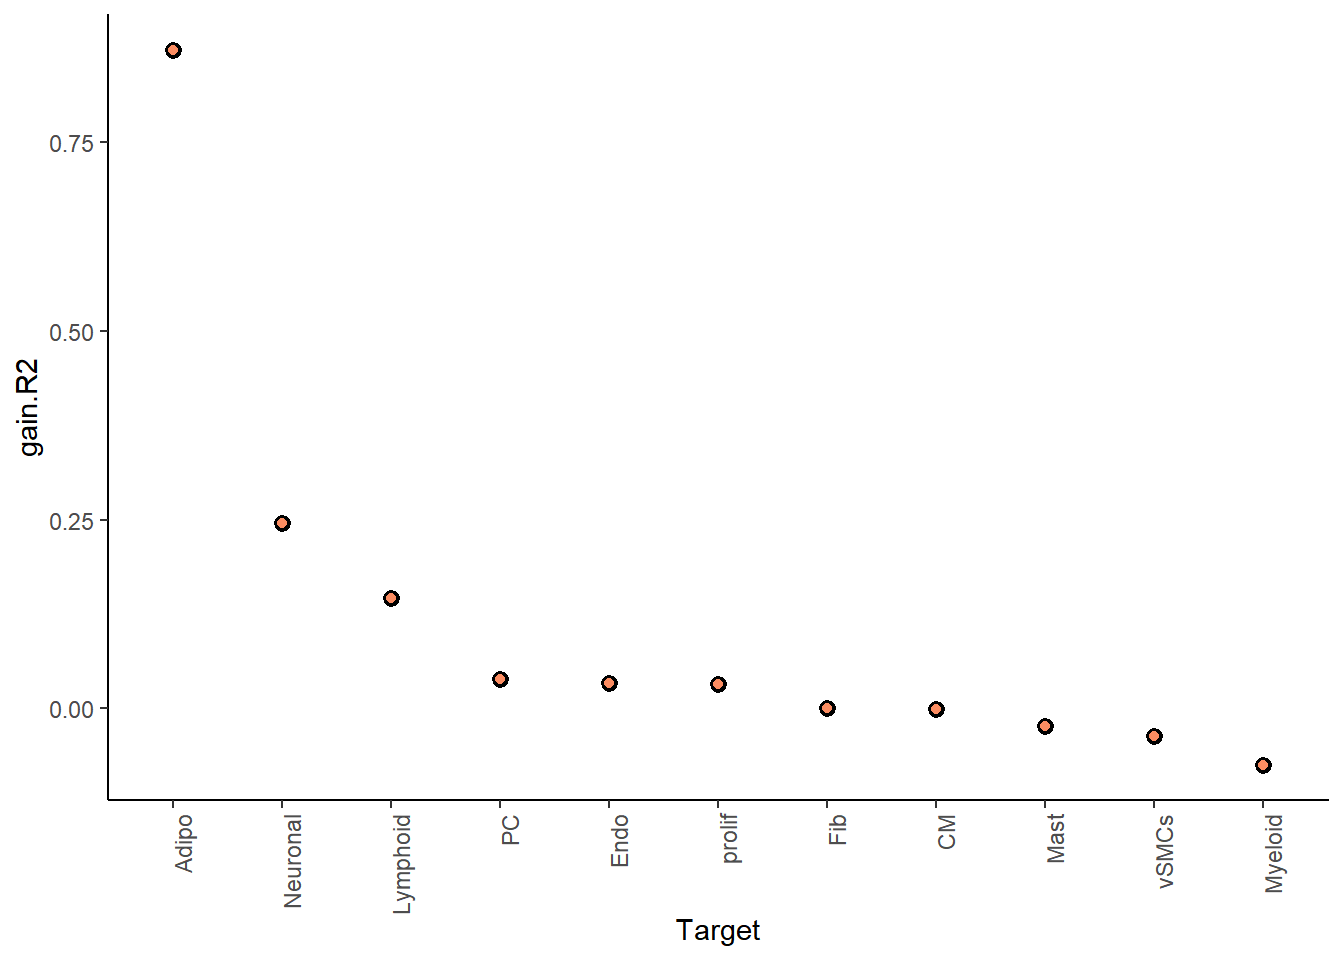 gain.R2
0.75
0.50
0.25
0.00
Adipo
Neuronal
Lymphoid
PC
Endo
prolif
Fib
CM
Mast
vSMCs
Myeloid
Target